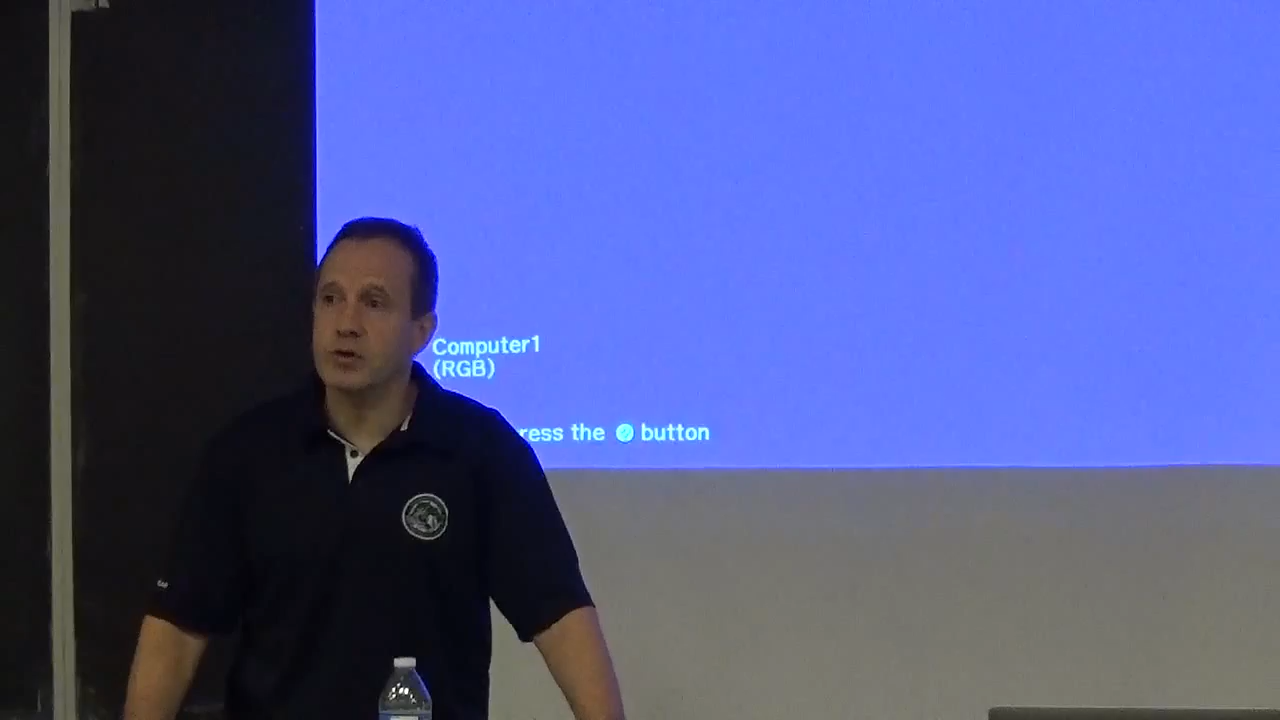 Computer1
(RGB)
ress the button